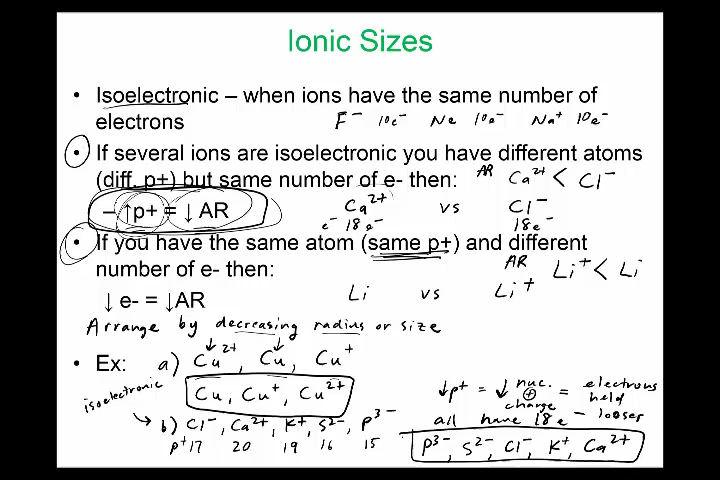 Ionic Sizes
• Isoelectronic – when ions have the same number of
electrons
F⁻ 10e⁻ Ne 10e⁻ Na⁺ 10e⁻
• If several ions are isoelectronic you have different atoms
(diff. p+) but same number of e- then:
AR Ca²⁺ < Cl⁻
– ↑p+ = ↓ AR
Ca²⁺ vs Cl⁻
e⁻ 18e⁻ 18e⁻
• If you have the same atom (same p+) and different
number of e- then:
AR Li⁺ < Li
↓ e- = ↓AR
Li vs Li⁺
Arrange by decreasing radius or size
• Ex: a) Cu²⁺, Cu, Cu⁺
Cu, Cu⁺, Cu²⁺
isoelectronic
b) Cl⁻, Ca²⁺, K⁺, S²⁻, P³⁻
p⁺17 20 19 16 15
↓p⁺ = ↓ nuc. ⊕ charge = electrons held looser
all have 18e⁻
P³⁻, S²⁻, Cl⁻, K⁺, Ca²⁺